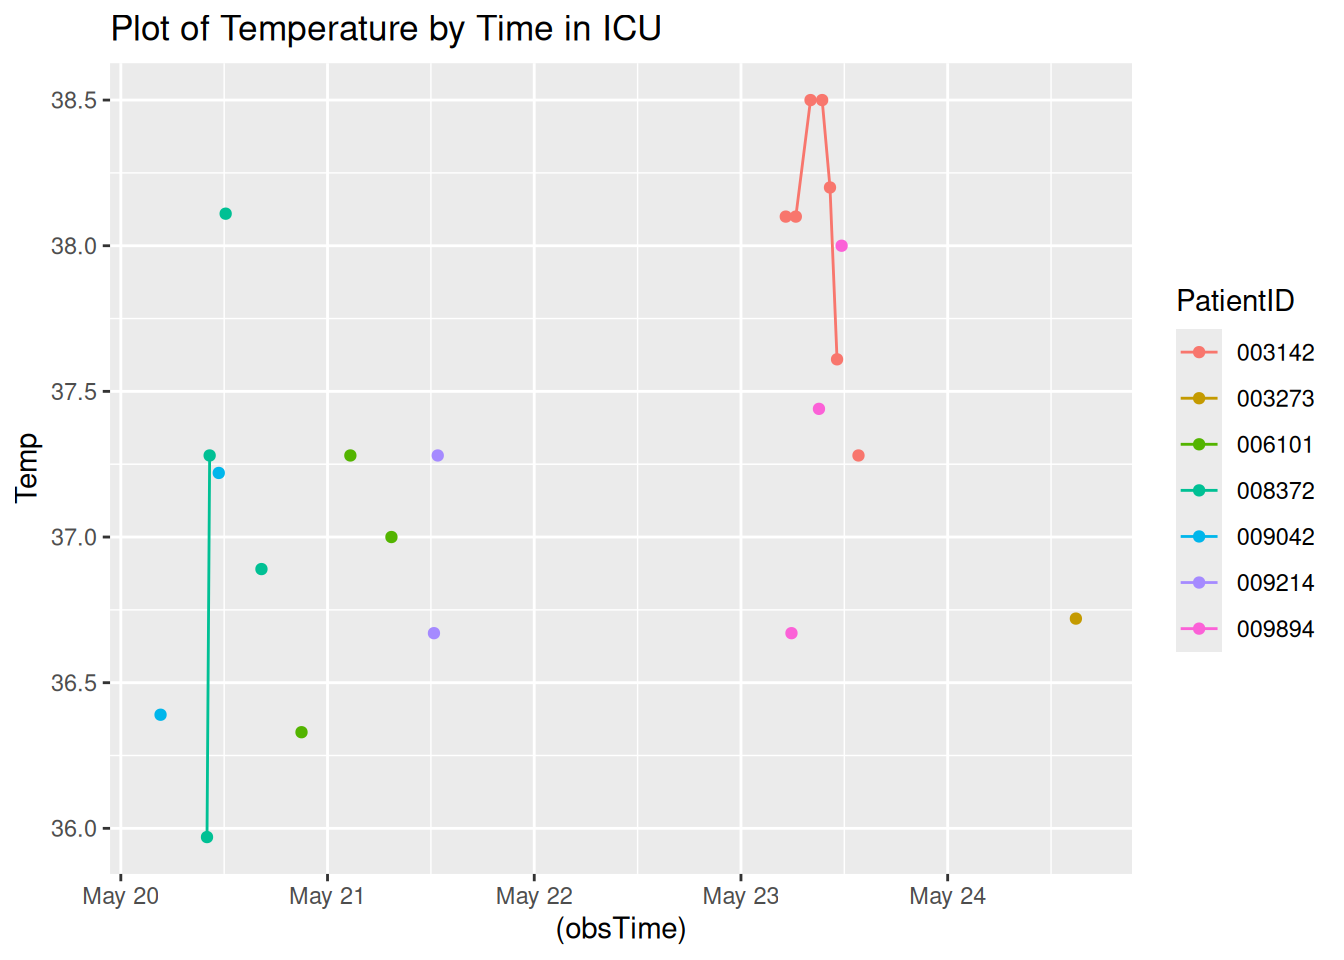 Plot of Temperature by Time in ICU
38.5
38.0
37.5
37.0
36.5
36.0
Temp
May 20 May 21 May 22 May 23 May 24
(obsTime)
PatientID
003142
003273
006101
008372
009042
009214
009894